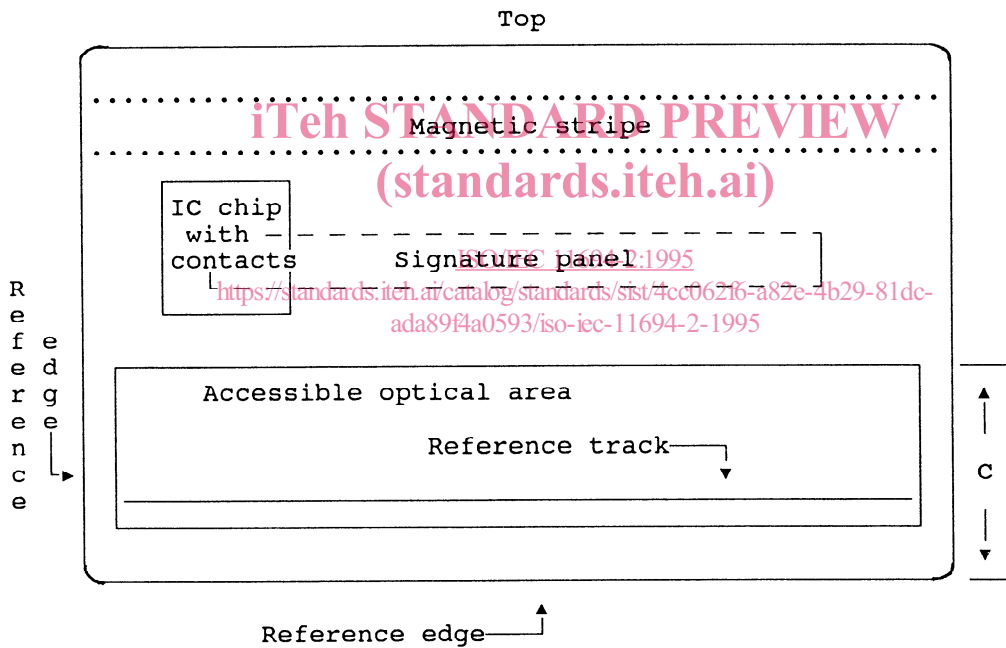 Top
iTeh STANDARD PREVIEW
Magnetic stripe
(standards.iteh.ai)
IC chip
with
contacts
Signature panel
ISO/IEC 11694-2:1995
https://standards.iteh.ai/catalog/standards/sist/4cc062f6-a82e-4b29-81dc-
ada89f4a0593/iso-iec-11694-2-1995
Reference
edge
Accessible optical area
Reference track
C
Reference edge